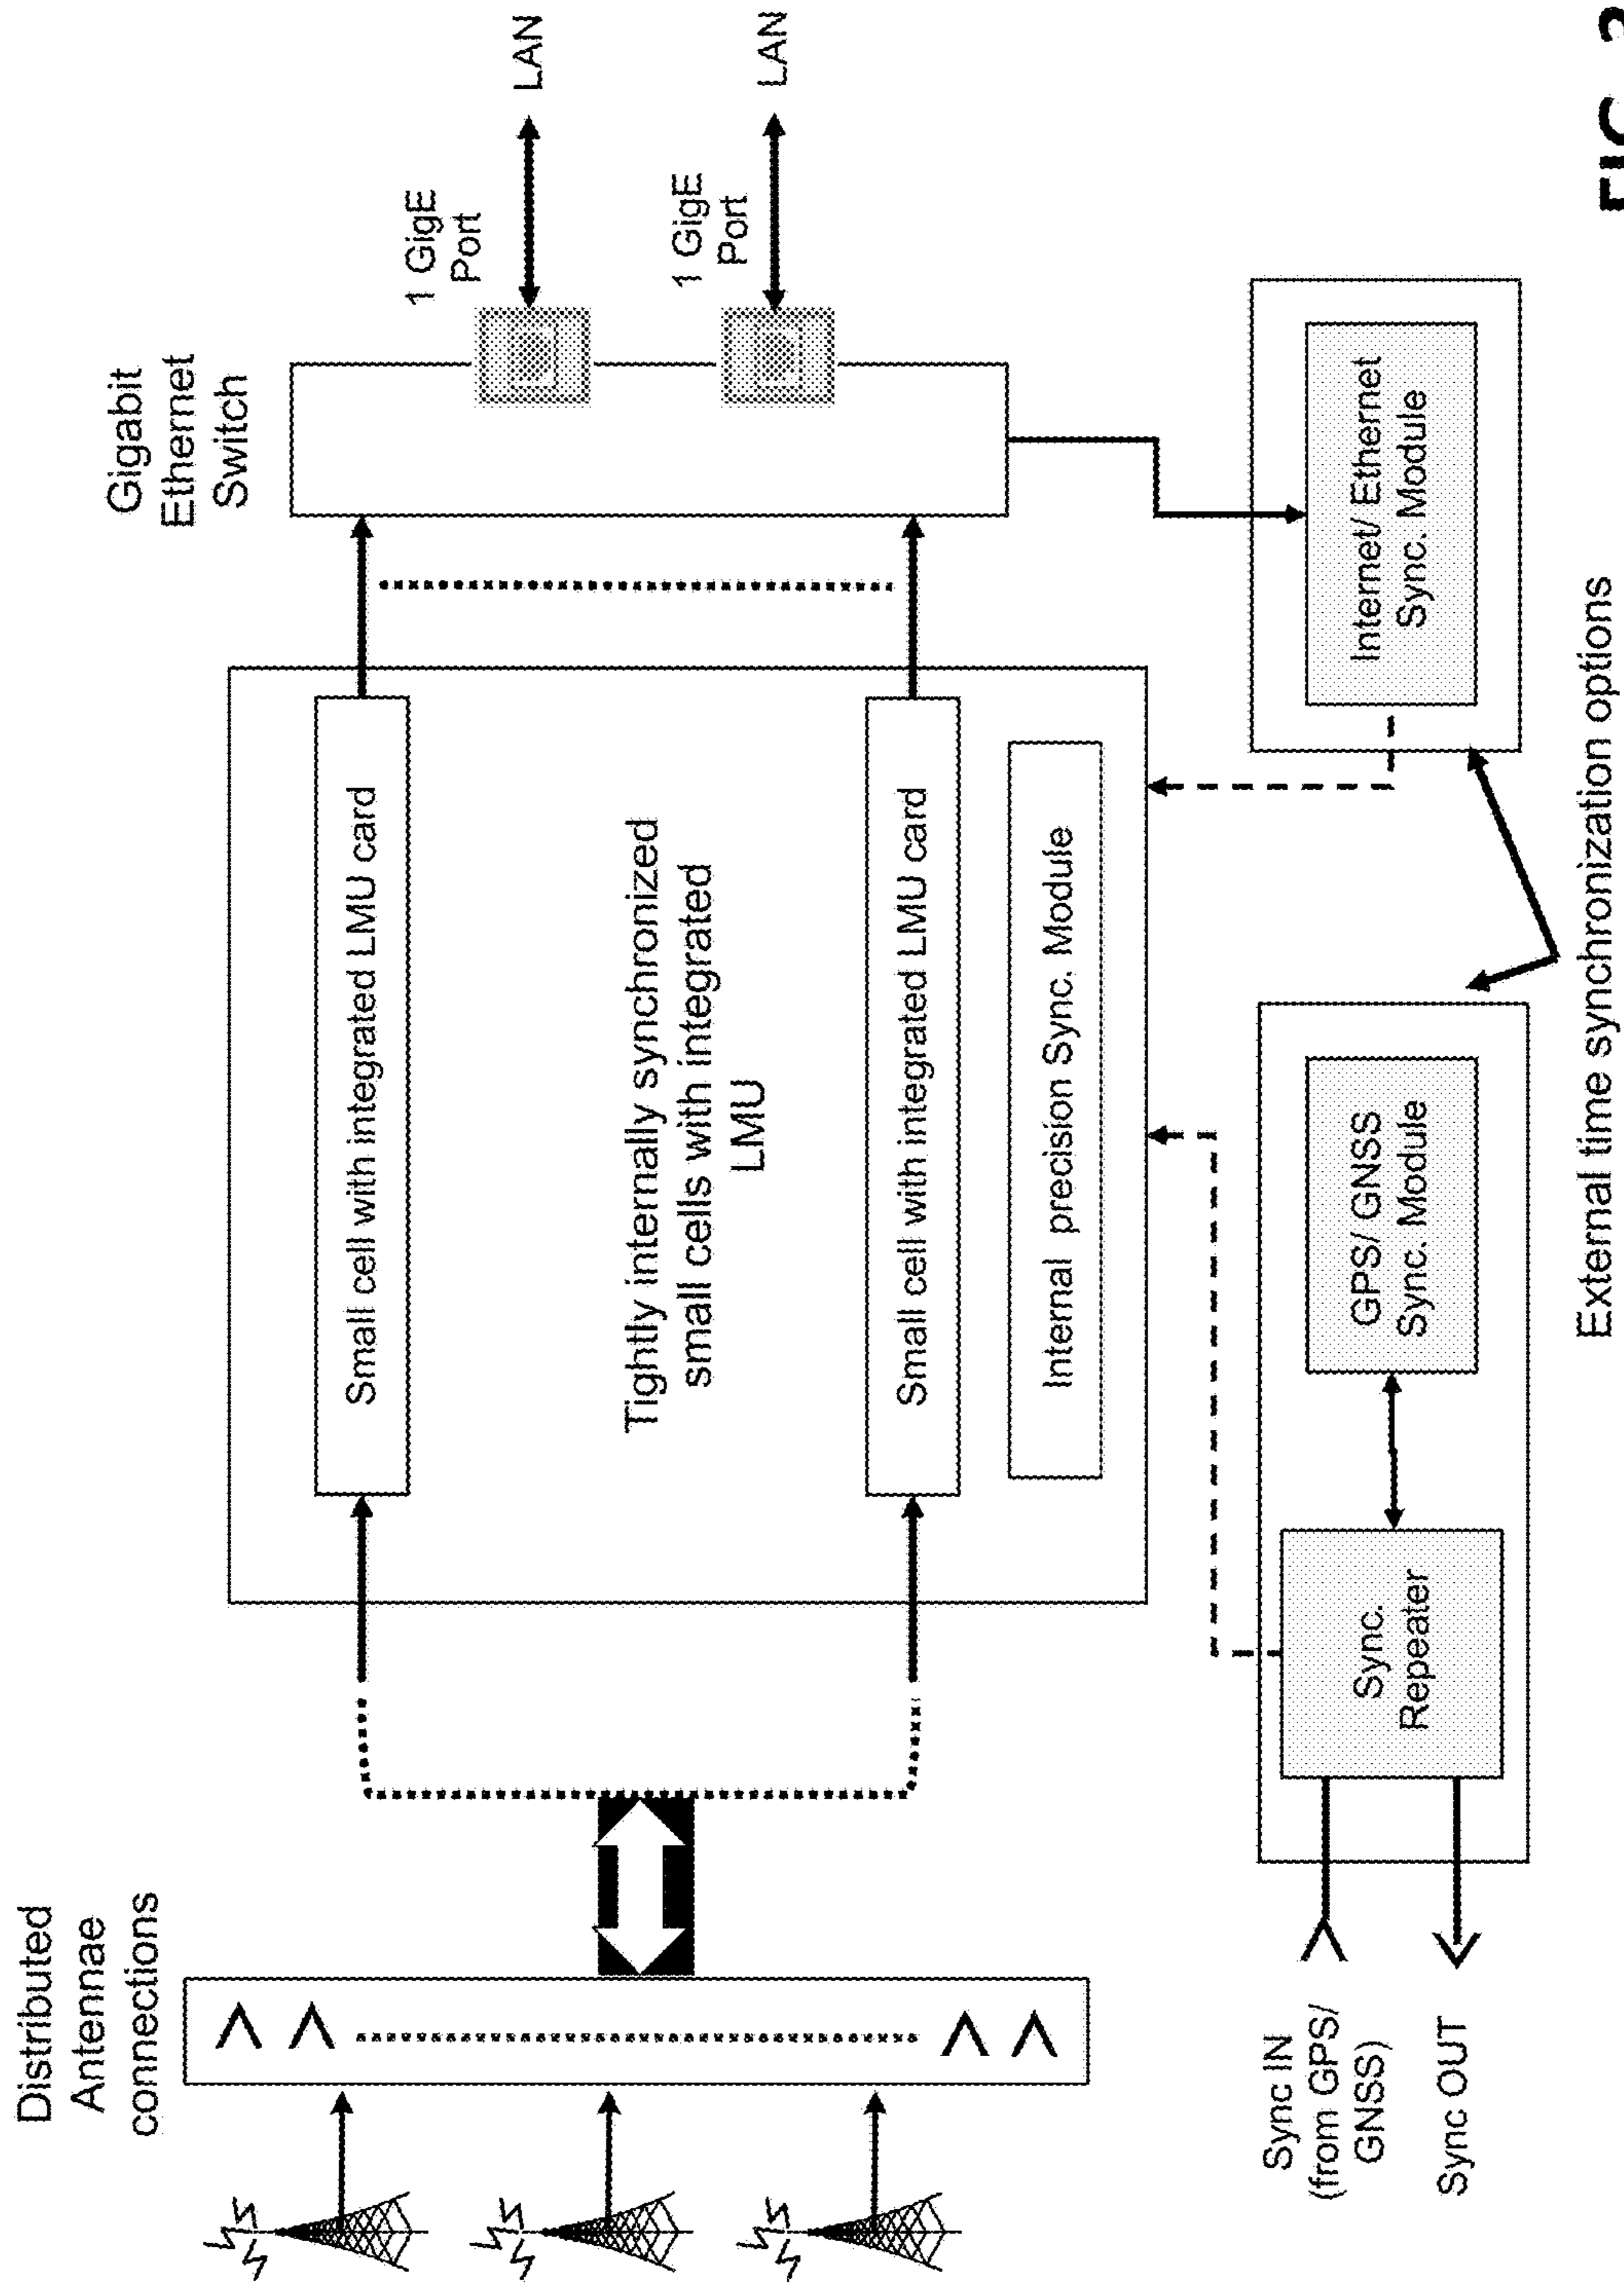 Distributed
Antennae
connections
Gigabit
Ethernet
Switch
Small cell with integrated LMU card
1 GigE
Port
LAN
Tightly internally synchronized
small cells with integrated
LMU
1 GigE
Port
LAN
Small cell with integrated LMU card
Internal precision Sync. Module
Sync IN
(from GPS/
GNSS)
Sync OUT
Sync.
Repeater
GPS/ GNSS
Sync. Module
Internet/ Ethernet
Sync. Module
External time synchronization options
FIG.